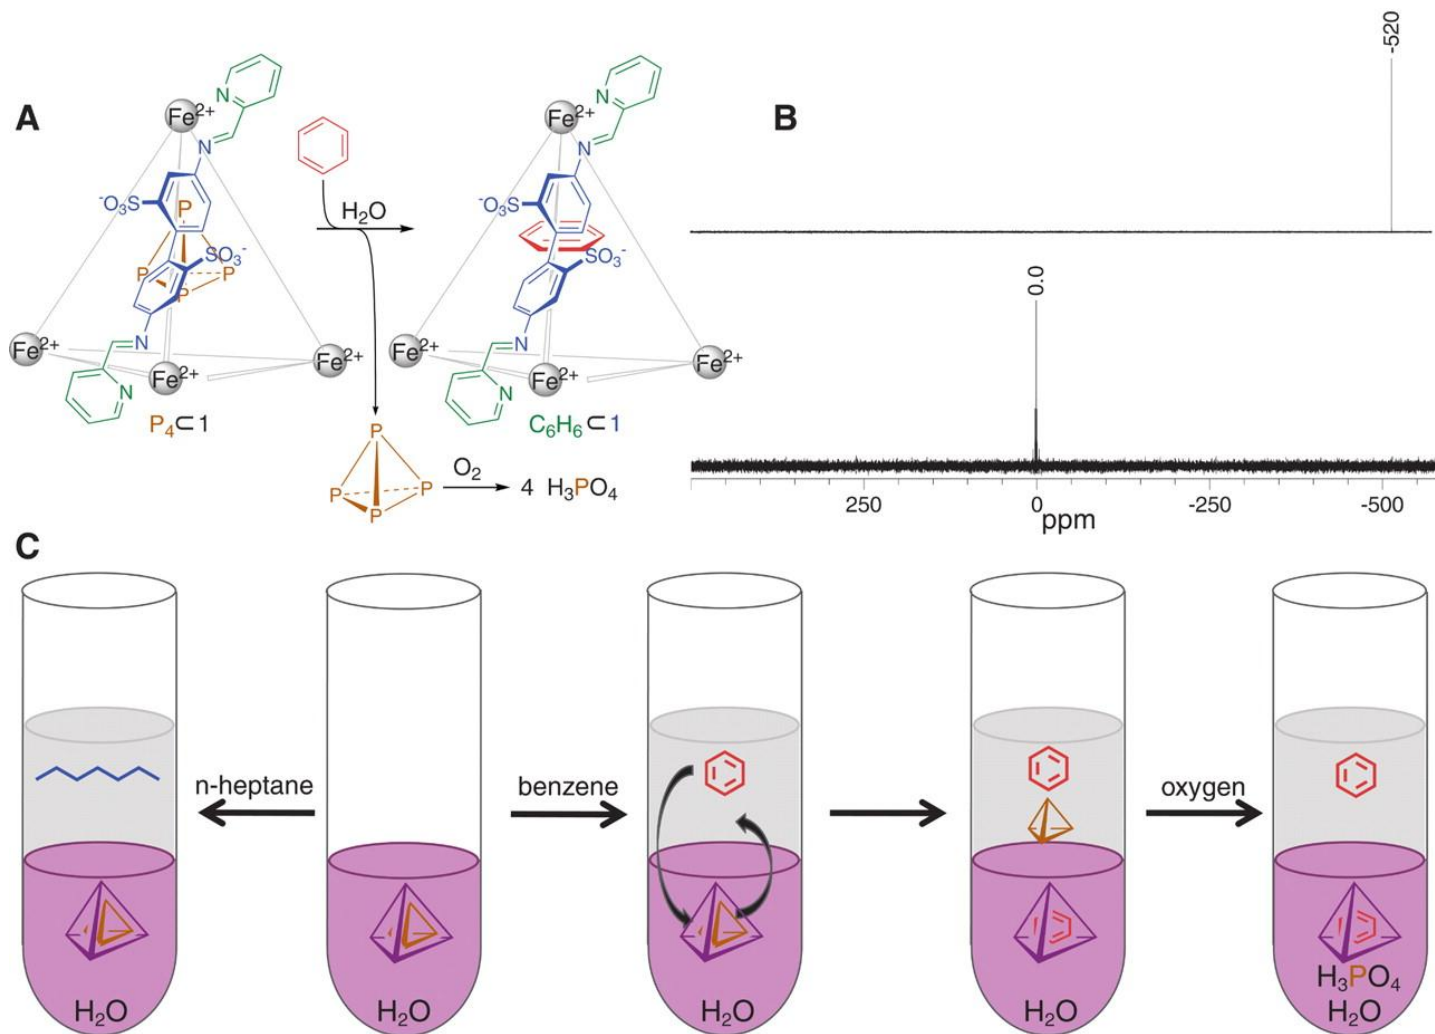 A
N
Fe²⁺
N
⁻O₃S
P
SO₃⁻
P
P
P
N
Fe²⁺
Fe²⁺
Fe²⁺
N
P₄⊂1
H₂O
N
Fe²⁺
N
⁻O₃S
SO₃⁻
N
Fe²⁺
Fe²⁺
Fe²⁺
N
C₆H₆⊂1
P
P
P
P
O₂
4 H₃PO₄
B
-520
0.0
250 0 -250 -500
ppm
C
n-heptane
benzene
oxygen
H₂O
H₂O
H₂O
H₂O
H₃PO₄
H₂O